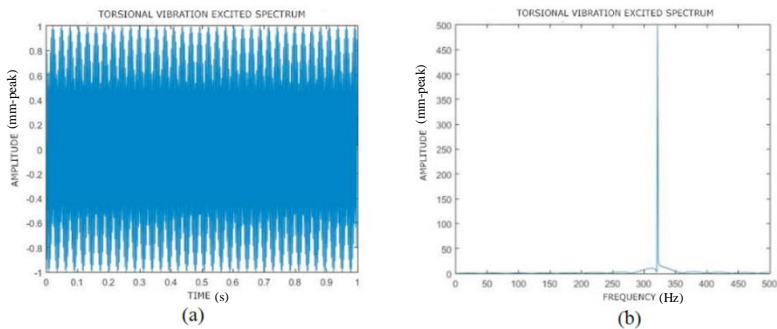 TORSIONAL VIBRATION EXCITED SPECTRUM
1
0.8
0.6
0.4
0.2
0
-0.2
-0.4
-0.6
-0.8
-1
AMPLITUDE (mm-peak)
0 0.1 0.2 0.3 0.4 0.5 0.6 0.7 0.8 0.9 1
TIME (s)
(a)
TORSIONAL VIBRATION EXCITED SPECTRUM
500
450
400
350
300
250
200
150
100
50
0
AMPLITUDE (mm-peak)
0 50 100 150 200 250 300 350 400 450 500
FREQUENCY (Hz)
(b)